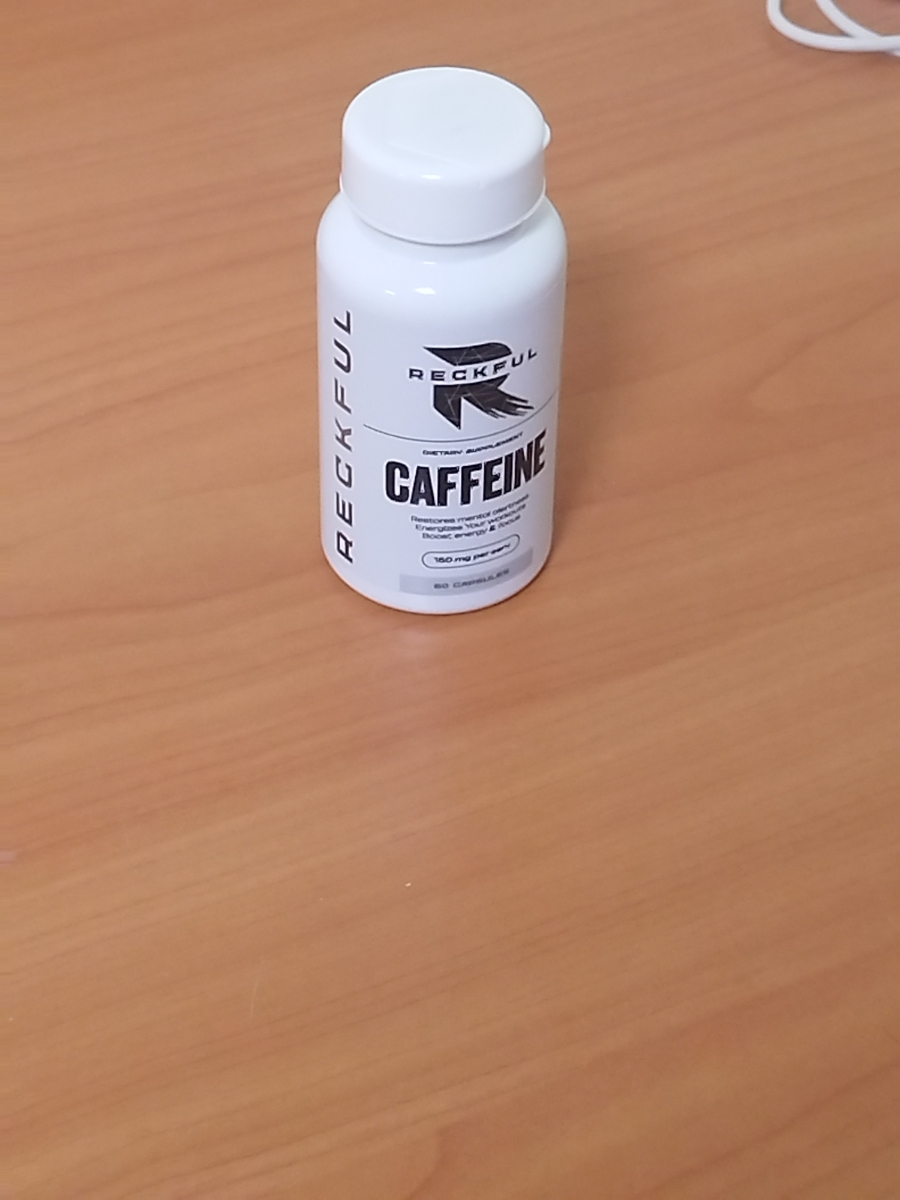 RECKFUL
RECKFUL
DIETARY SUPPLEMENT
CAFFEINE
Restores mental alertness
Energizes Your workouts
Boost energy & focus
160 mg per serv
60 CAPSULES